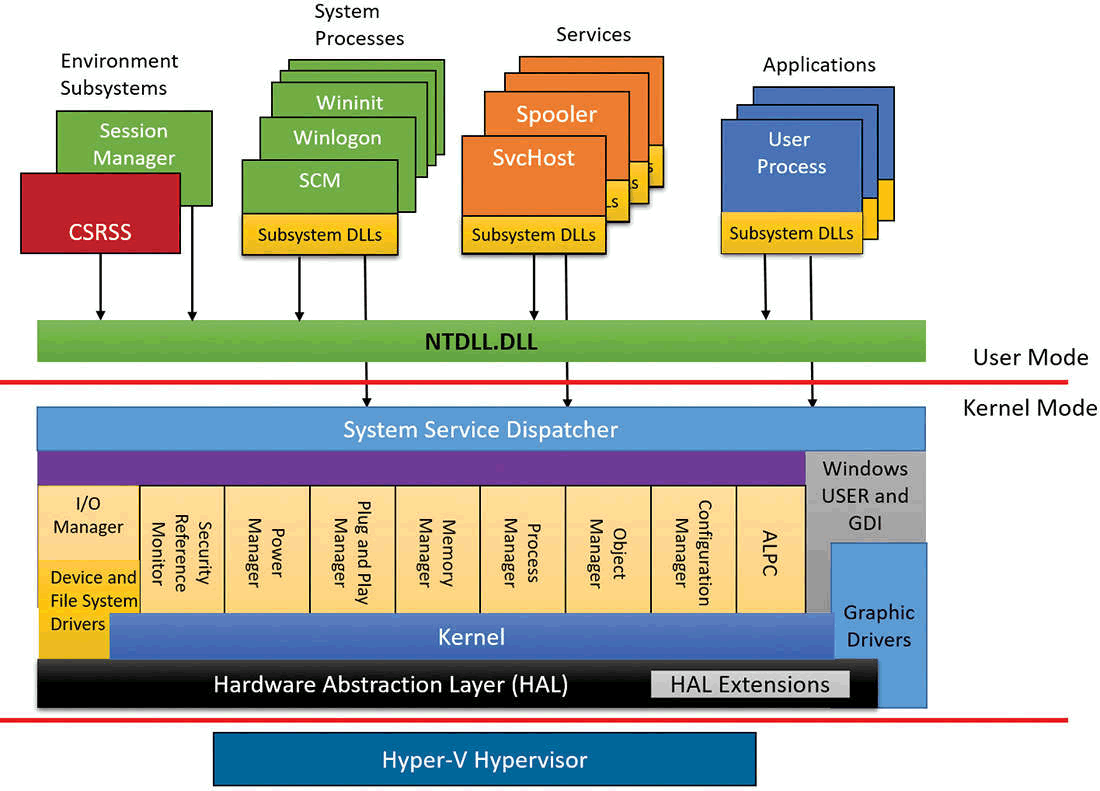 System
Processes
Services
Environment
Subsystems
Applications
Session
Manager
CSRSS
Wininit
Winlogon
SCM
Subsystem DLLs
Spooler
SvcHost
Subsystem DLLs
s
Ls
Ls
User
Process
Subsystem DLLs
NTDLL.DLL
User Mode
Kernel Mode
System Service Dispatcher
I/O
Manager
Device and
File System
Drivers
Security
Reference
Monitor
Power
Manager
Plug and Play
Manager
Memory
Manager
Process
Manager
Object
Manager
Configuration
Manager
ALPC
Windows
USER and
GDI
Graphic
Drivers
Kernel
Hardware Abstraction Layer (HAL)
HAL Extensions
Hyper-V Hypervisor